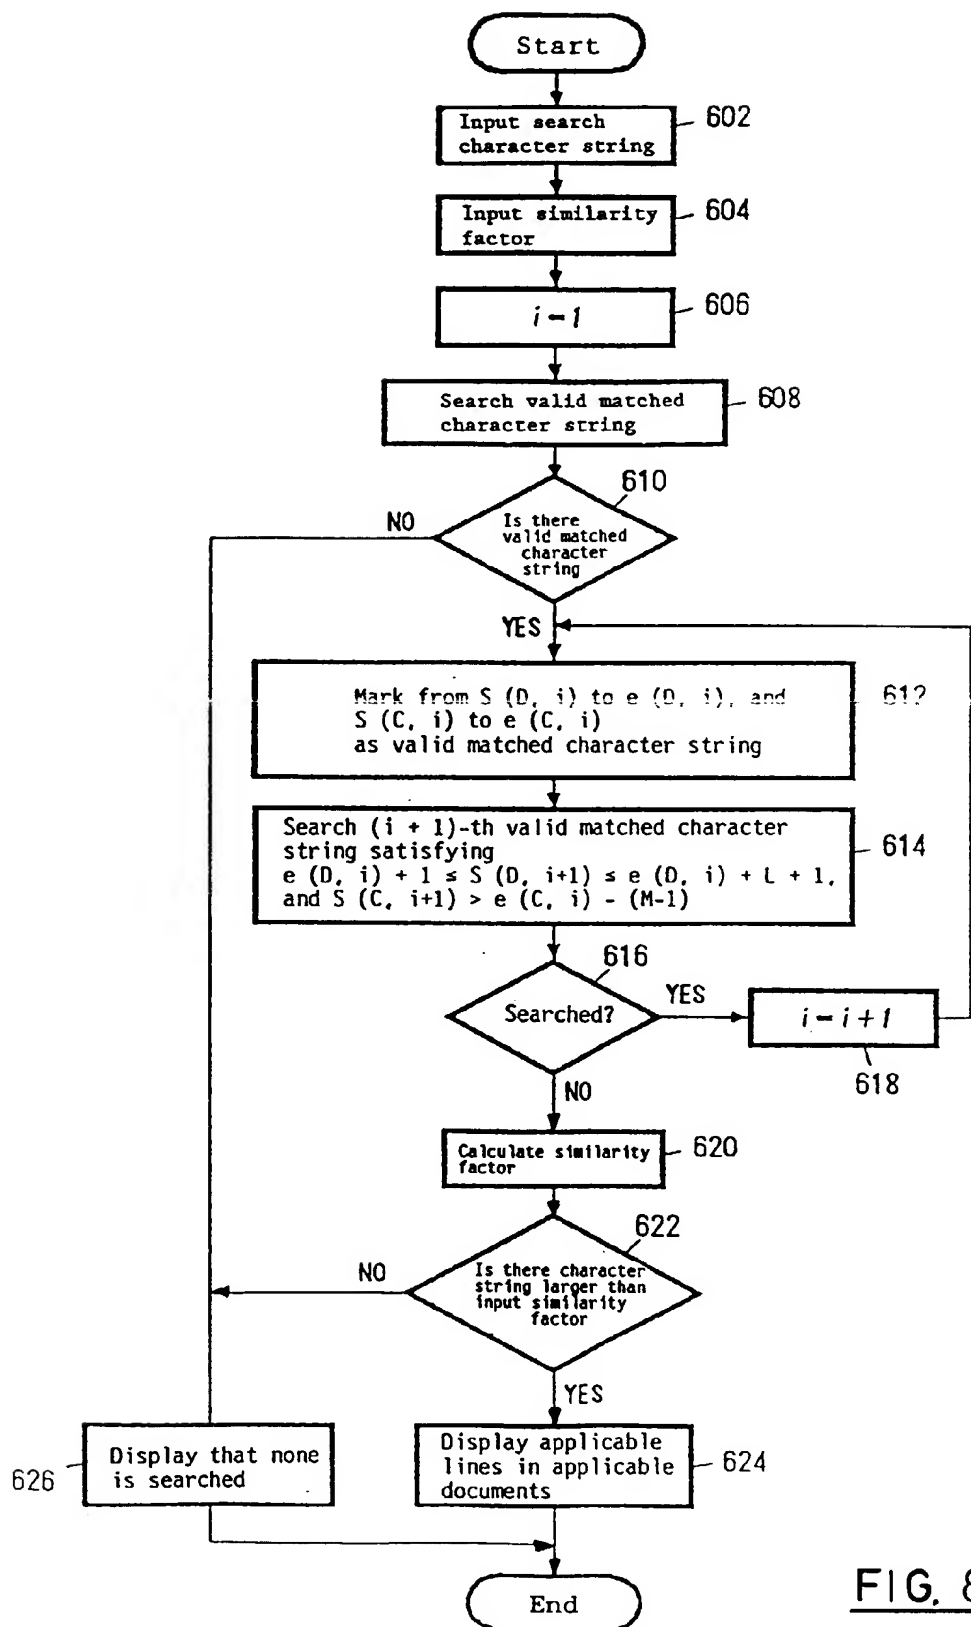 Start
Input search
character string
602
Input similarity
factor
604
i=1
606
Search valid matched
character string
608
610
Is there
valid matched
character
string
NO
YES
Mark from S (D, i) to e (D, i), and
S (C, i) to e (C, i)
as valid matched character string
612
Search (i + 1)-th valid matched character
string satisfying
e (D, i) + 1 ≤ S (D, i+1) ≤ e (D, i) + L + 1,
and S (C, i+1) > e (C, i) - (M-1)
614
616
Searched?
YES
i=i+1
618
NO
Calculate similarity
factor
620
622
Is there character
string larger than
input similarity
factor
NO
YES
Display that none
is searched
626
Display applicable
lines in applicable
documents
624
End
FIG. 8